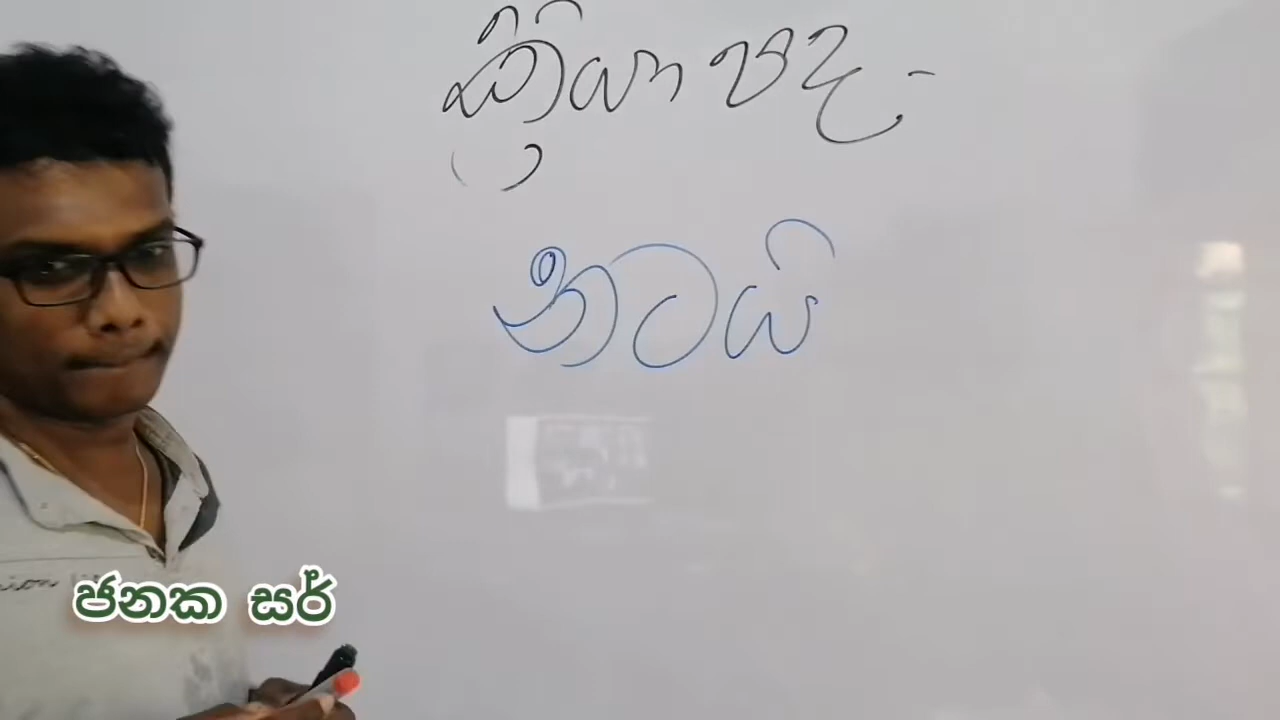 ක්‍රියා පද -
නටයි
ජනක සර්